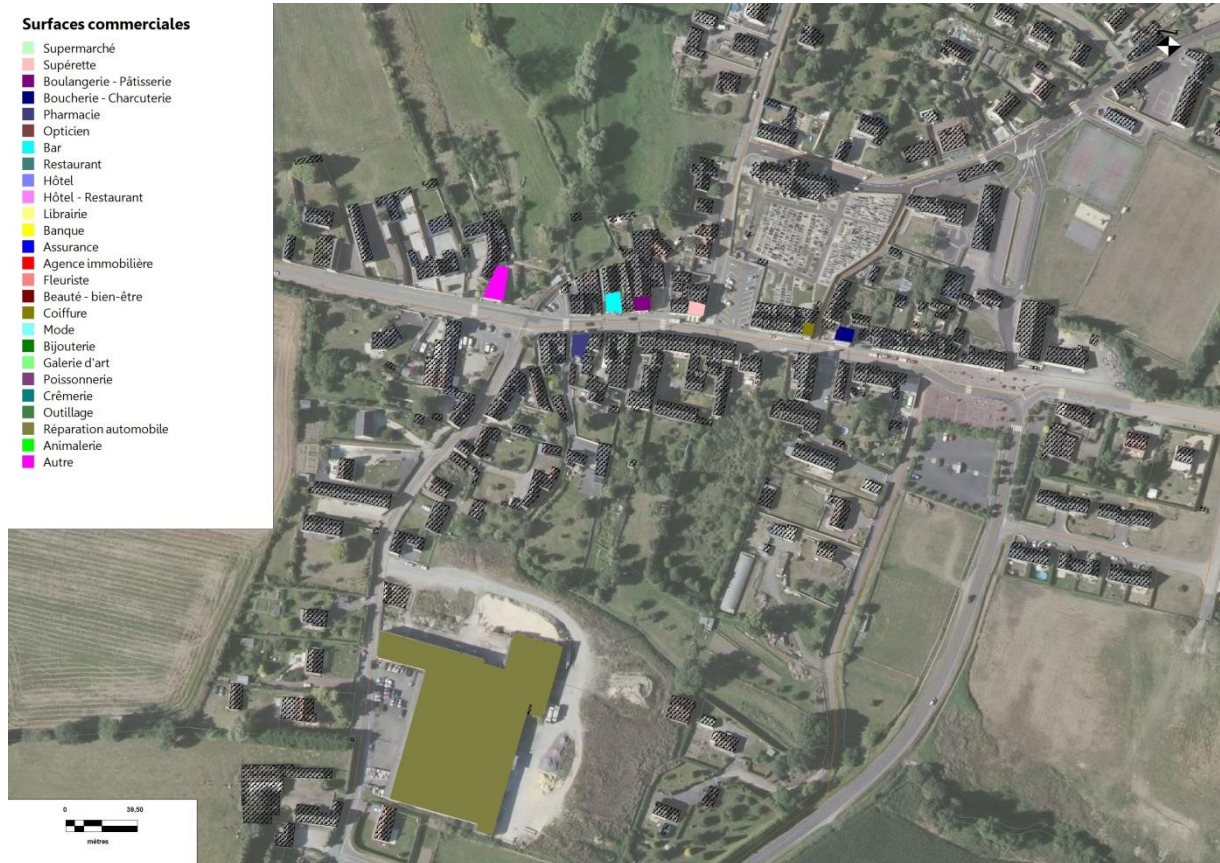 Surfaces commerciales
Supermarché
Supérette
Boulangerie - Pâtisserie
Boucherie - Charcuterie
Pharmacie
Opticien
Bar
Restaurant
Hôtel
Hôtel - Restaurant
Librairie
Banque
Assurance
Agence immobilière
Fleuriste
Beauté - bien-être
Coiffure
Mode
Bijouterie
Galerie d'art
Poissonnerie
Crêmerie
Outillage
Réparation automobile
Animalerie
Autre
0 39,50
mètres